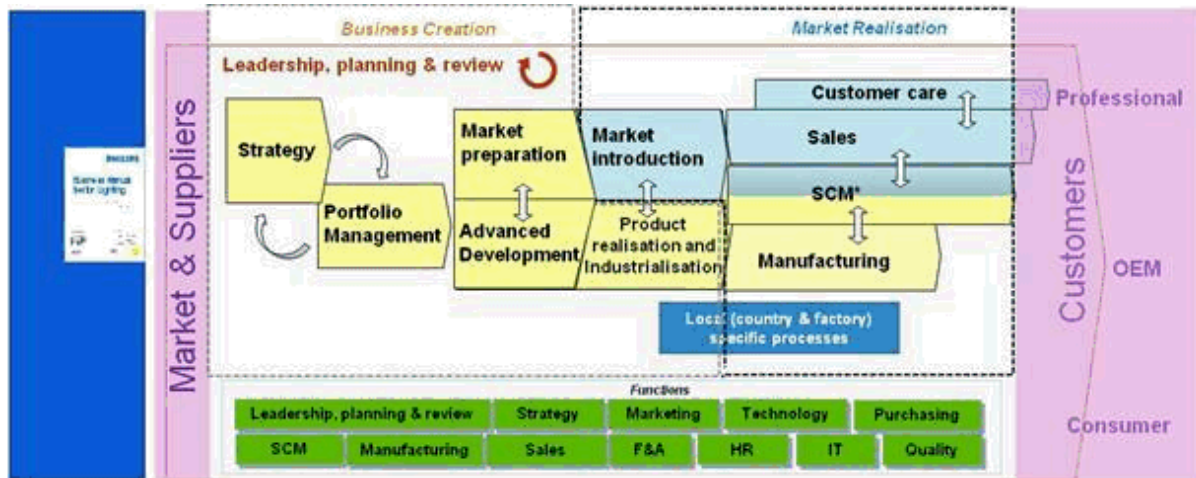 Business Creation
Market Realisation
Leadership, planning & review
Customer care
Professional
Strategy
Market
preparation
Market
introduction
Sales
SCM*
Portfolio
Management
Advanced
Development
Product
realisation and
Industrialisation
Manufacturing
Local (country & factory)
specific processes
Market & Suppliers
Customers
OEM
Consumer
Functions
Leadership, planning & review
Strategy
Marketing
Technology
Purchasing
SCM
Manufacturing
Sales
F&A
HR
IT
Quality